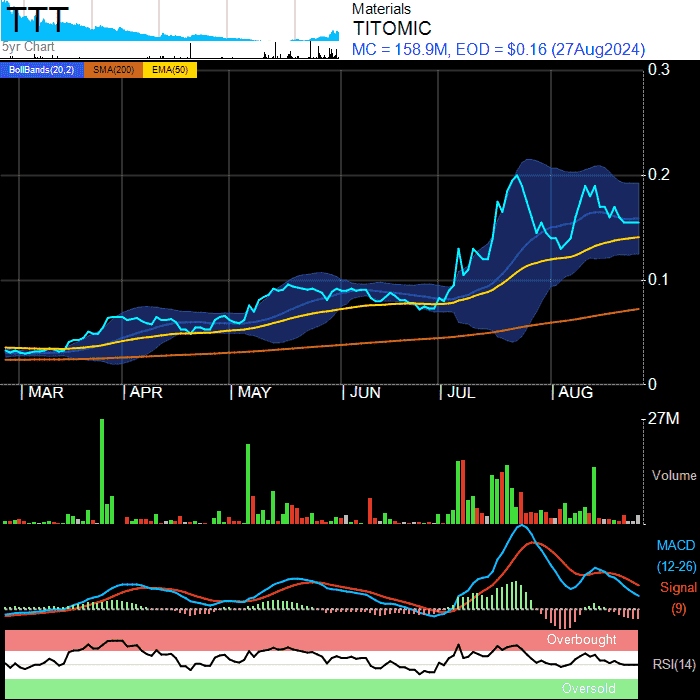 TTT
5yr Chart
Materials
TITOMIC
MC = 158.9M, EOD = $0.16 (27Aug2024)
BollBands(20,2) SMA(200) EMA(50)
0.3
0.2
0.1
0
MAR APR MAY JUN JUL AUG
27M
Volume
MACD
(12-26)
Signal
(9)
Overbought
RSI(14)
Oversold